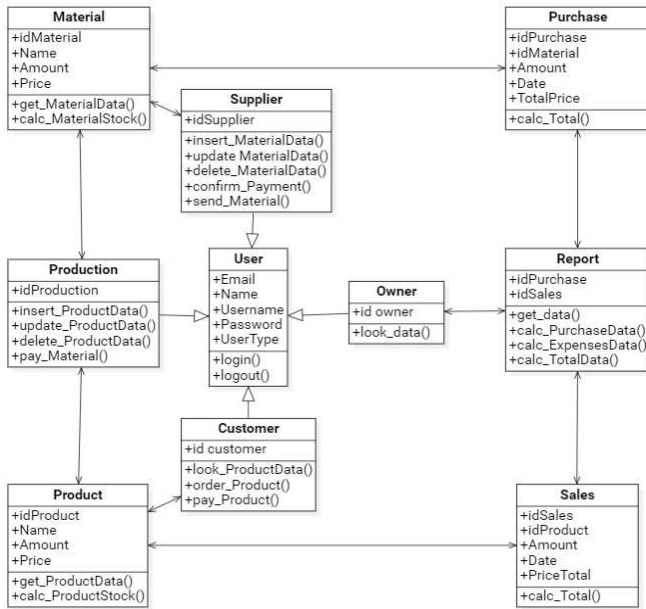 Material
+idMaterial
+Name
+Amount
+Price
+get_MaterialData()
+calc_MaterialStock()
Purchase
+idPurchase
+idMaterial
+Amount
+Date
+TotalPrice
+calc_Total()
Supplier
+idSupplier
+insert_MaterialData()
+update MaterialData()
+delete_MaterialData()
+confirm_Payment()
+send_Material()
Production
+idProduction
+insert_ProductData()
+update_ProductData()
+delete_ProductData()
+pay_Material()
User
+Email
+Name
+Username
+Password
+UserType
+login()
+logout()
Owner
+id owner
+look_data()
Report
+idPurchase
+idSales
+get_data()
+calc_PurchaseData()
+calc_ExpensesData()
+calc_TotalData()
Customer
+id customer
+look_ProductData()
+order_Product()
+pay_Product()
Product
+idProduct
+Name
+Amount
+Price
+get_ProductData()
+calc_ProductStock()
Sales
+idSales
+idProduct
+Amount
+Date
+PriceTotal
+calc_Total()